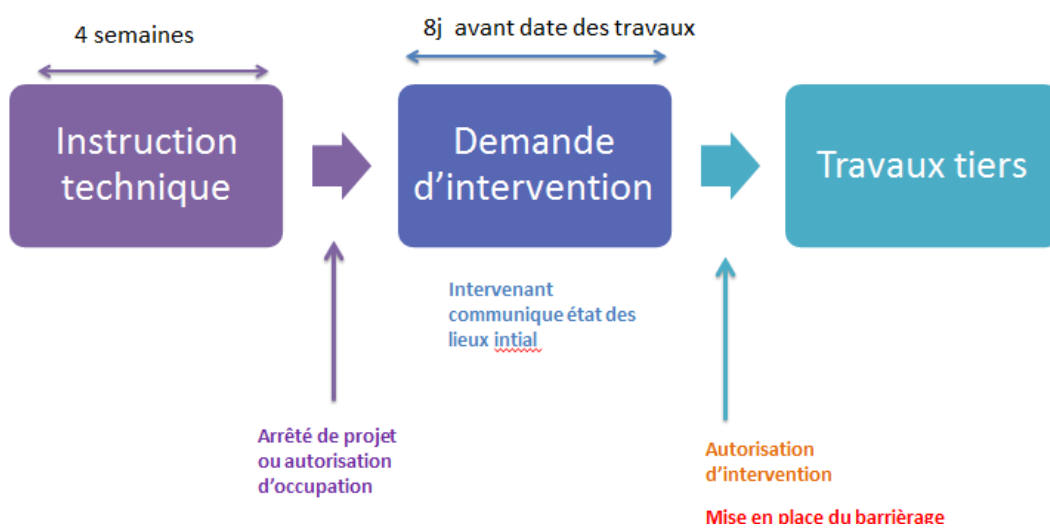 4 semaines
8j avant date des travaux
Instruction
technique
Demande
d'intervention
Travaux tiers
Intervenant
communique état des
lieux intial
Arrêté de projet
ou autorisation
d'occupation
Autorisation
d'intervention
Mise en place du barrièrage